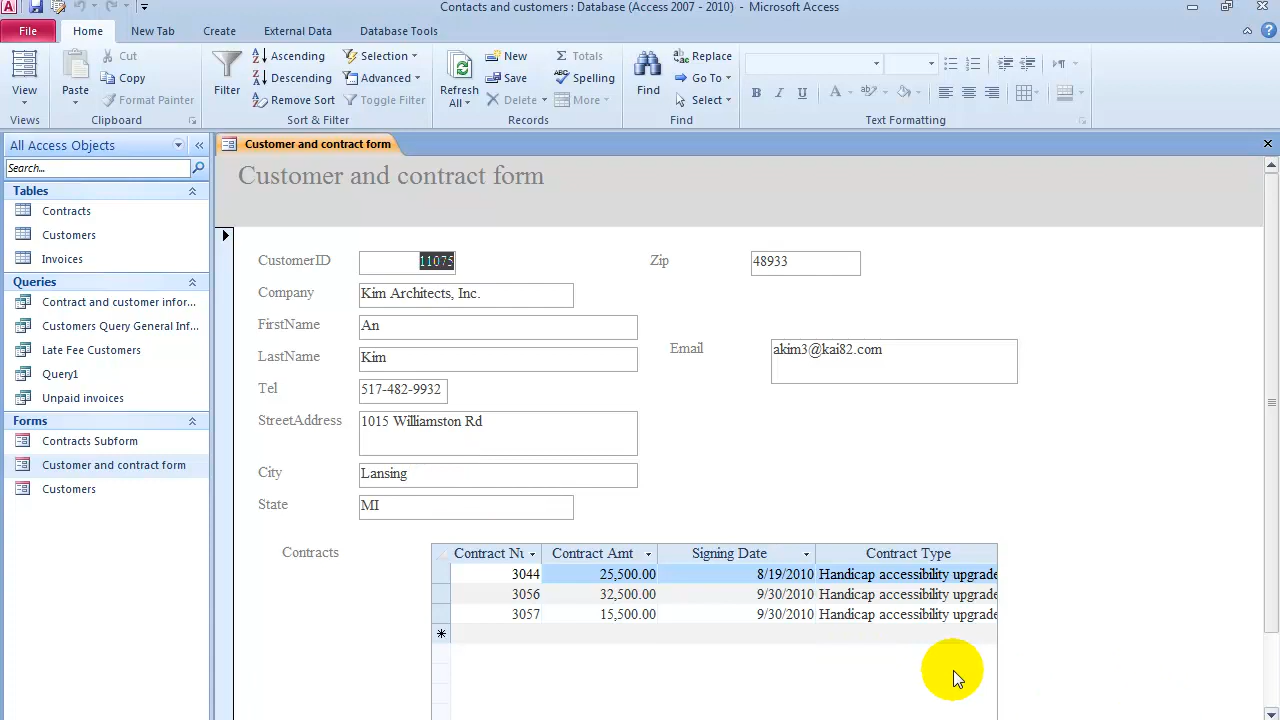 Contacts and customers : Database (Access 2007 - 2010) - Microsoft Access
File Home New Tab Create External Data Database Tools
View Paste Cut Copy Format Painter
Filter Ascending Descending Remove Sort Selection Advanced Toggle Filter
Refresh All New Save Delete Totals Spelling More
Find Replace Go To Select
B I U A
Views Clipboard Sort & Filter Records Find Text Formatting
All Access Objects
Search...
Tables
Contracts
Customers
Invoices
Queries
Contract and customer infor...
Customers Query General Inf...
Late Fee Customers
Query1
Unpaid invoices
Forms
Contracts Subform
Customer and contract form
Customers
Customer and contract form
Customer and contract form
CustomerID 11075
Company Kim Architects, Inc.
FirstName An
LastName Kim
Tel 517-482-9932
StreetAddress 1015 Williamston Rd
City Lansing
State MI
Zip 48933
Email akim3@kai82.com
Contracts
Contract Nu Contract Amt Signing Date Contract Type
3044 25,500.00 8/19/2010 Handicap accessibility upgrade
3056 32,500.00 9/30/2010 Handicap accessibility upgrade
3057 15,500.00 9/30/2010 Handicap accessibility upgrade